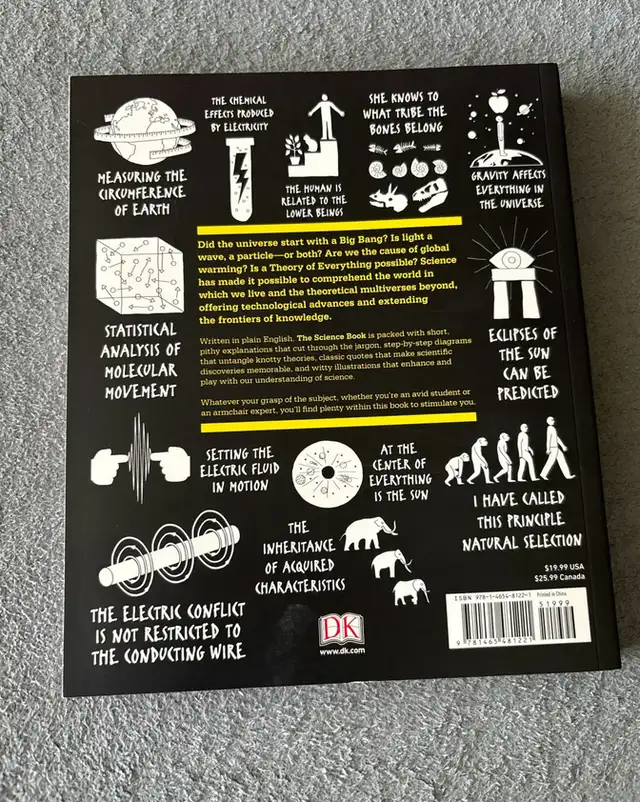 THE CHEMICAL
EFFECTS PRODUCED
BY ELECTRICITY
SHE KNOWS TO
WHAT TRIBE THE
BONES BELONG
MEASURING THE
CIRCUMFERENCE
OF EARTH
THE HUMAN IS
RELATED TO THE
LOWER BEINGS
GRAVITY AFFECTS
EVERYTHING IN
THE UNIVERSE
Did the universe start with a Big Bang? Is light a
wave, a particle—or both? Are we the cause of global
warming? Is a Theory of Everything possible? Science
has made it possible to comprehend the world in
which we live and the theoretical multiverses beyond,
offering technological advances and extending
the frontiers of knowledge.
Written in plain English, The Science Book is packed with short,
pithy explanations that cut through the jargon, step-by-step diagrams
that untangle knotty theories, classic quotes that make scientific
discoveries memorable, and witty illustrations that enhance and
play with our understanding of science.
Whatever your grasp of the subject, whether you're an avid student or
an armchair expert, you'll find plenty within this book to stimulate you.
STATISTICAL
ANALYSIS OF
MOLECULAR
MOVEMENT
ECLIPSES OF
THE SUN
CAN BE
PREDICTED
SETTING THE
ELECTRIC FLUID
IN MOTION
AT THE
CENTER OF
EVERYTHING
IS THE SUN
I HAVE CALLED
THIS PRINCIPLE
NATURAL SELECTION
THE
INHERITANCE
OF ACQUIRED
CHARACTERISTICS
THE ELECTRIC CONFLICT
IS NOT RESTRICTED TO
THE CONDUCTING WIRE
DK
www.dk.com
$19.99 USA
$25.99 Canada
ISBN 978-1-4654-8122-1 Printed in China
51999
9 781465 481221